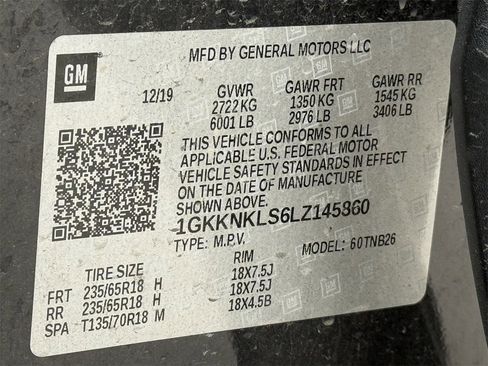 GM
MFD BY GENERAL MOTORS LLC
12/19 GVWR GAWR FRT GAWR RR
2722 KG 1350 KG 1545 KG
6001 LB 2976 LB 3406 LB
THIS VEHICLE CONFORMS TO ALL
APPLICABLE U.S. FEDERAL MOTOR
VEHICLE SAFETY STANDARDS IN EFFECT
ON THE DATE OF MANUFACTURE
SHOWN ABOVE.
1GKKNKLS6LZ145860
TYPE: M.P.V. MODEL: 60TNB26
TIRE SIZE RIM
FRT 235/65R18 H 18X7.5J
RR 235/65R18 H 18X7.5J
SPA T135/70R18 M 18X4.5B